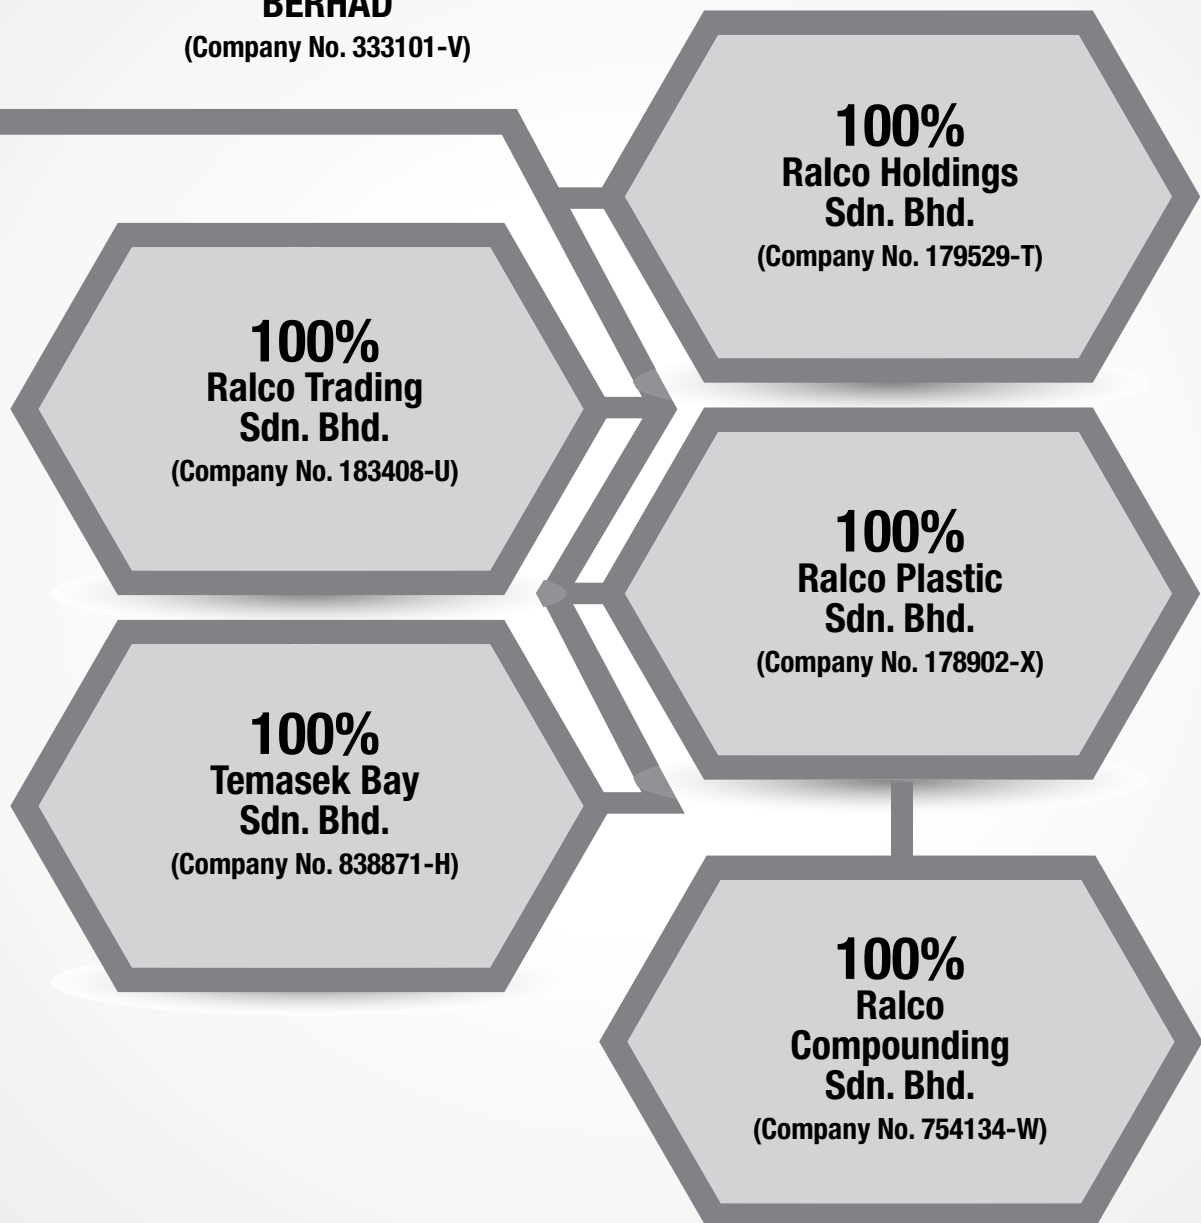 BERHAD
(Company No. 333101-V)
100%
Ralco Holdings
Sdn. Bhd.
(Company No. 179529-T)
100%
Ralco Trading
Sdn. Bhd.
(Company No. 183408-U)
100%
Ralco Plastic
Sdn. Bhd.
(Company No. 178902-X)
100%
Temasek Bay
Sdn. Bhd.
(Company No. 838871-H)
100%
Ralco
Compounding
Sdn. Bhd.
(Company No. 754134-W)